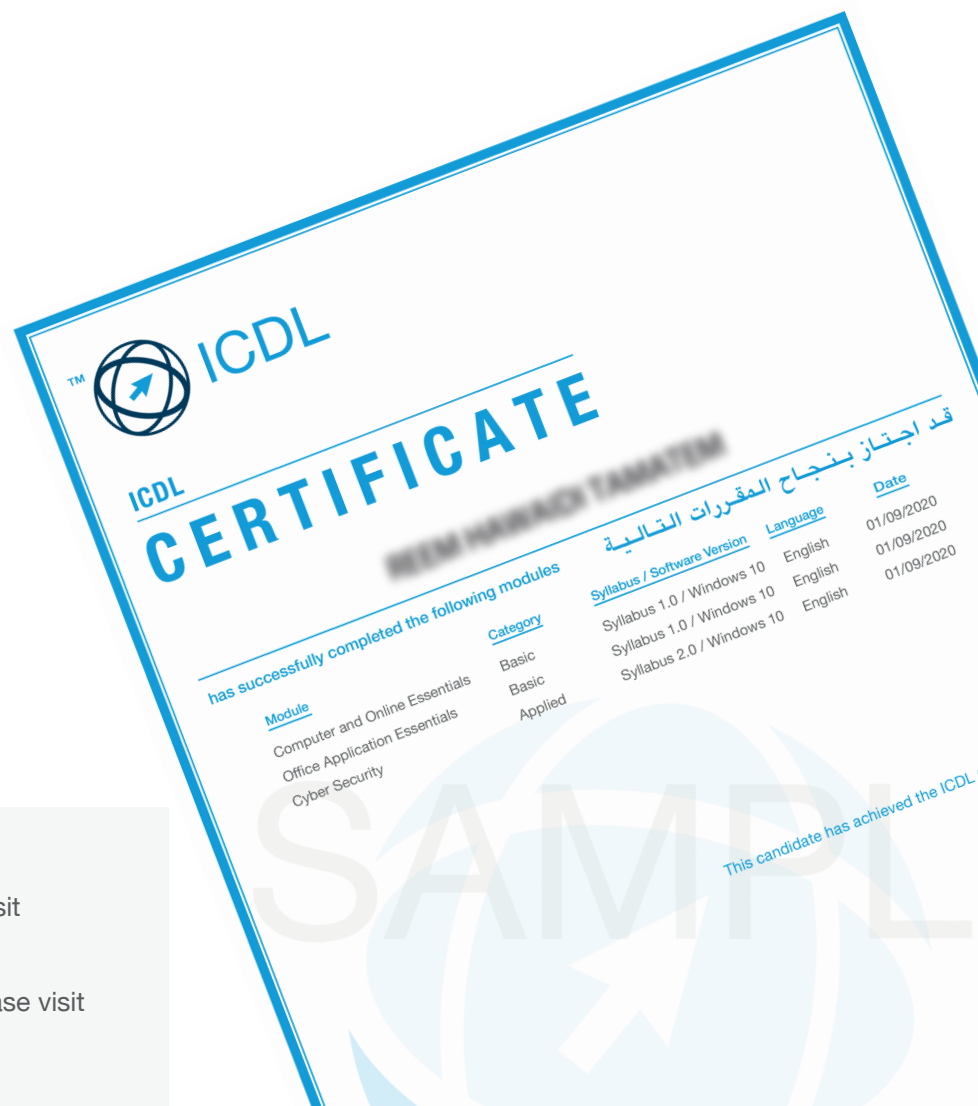 TM
ICDL
ICDL
CERTIFICATE
has successfully completed the following modules
قد اجتاز بنجاح المقررات التالية
Module Category Syllabus / Software Version Language Date
Computer and Online Essentials Basic Syllabus 1.0 / Windows 10 English 01/09/2020
Office Application Essentials Basic Syllabus 1.0 / Windows 10 English 01/09/2020
Cyber Security Applied Syllabus 2.0 / Windows 10 English 01/09/2020
This candidate has achieved the ICDL
SAMPL
visit